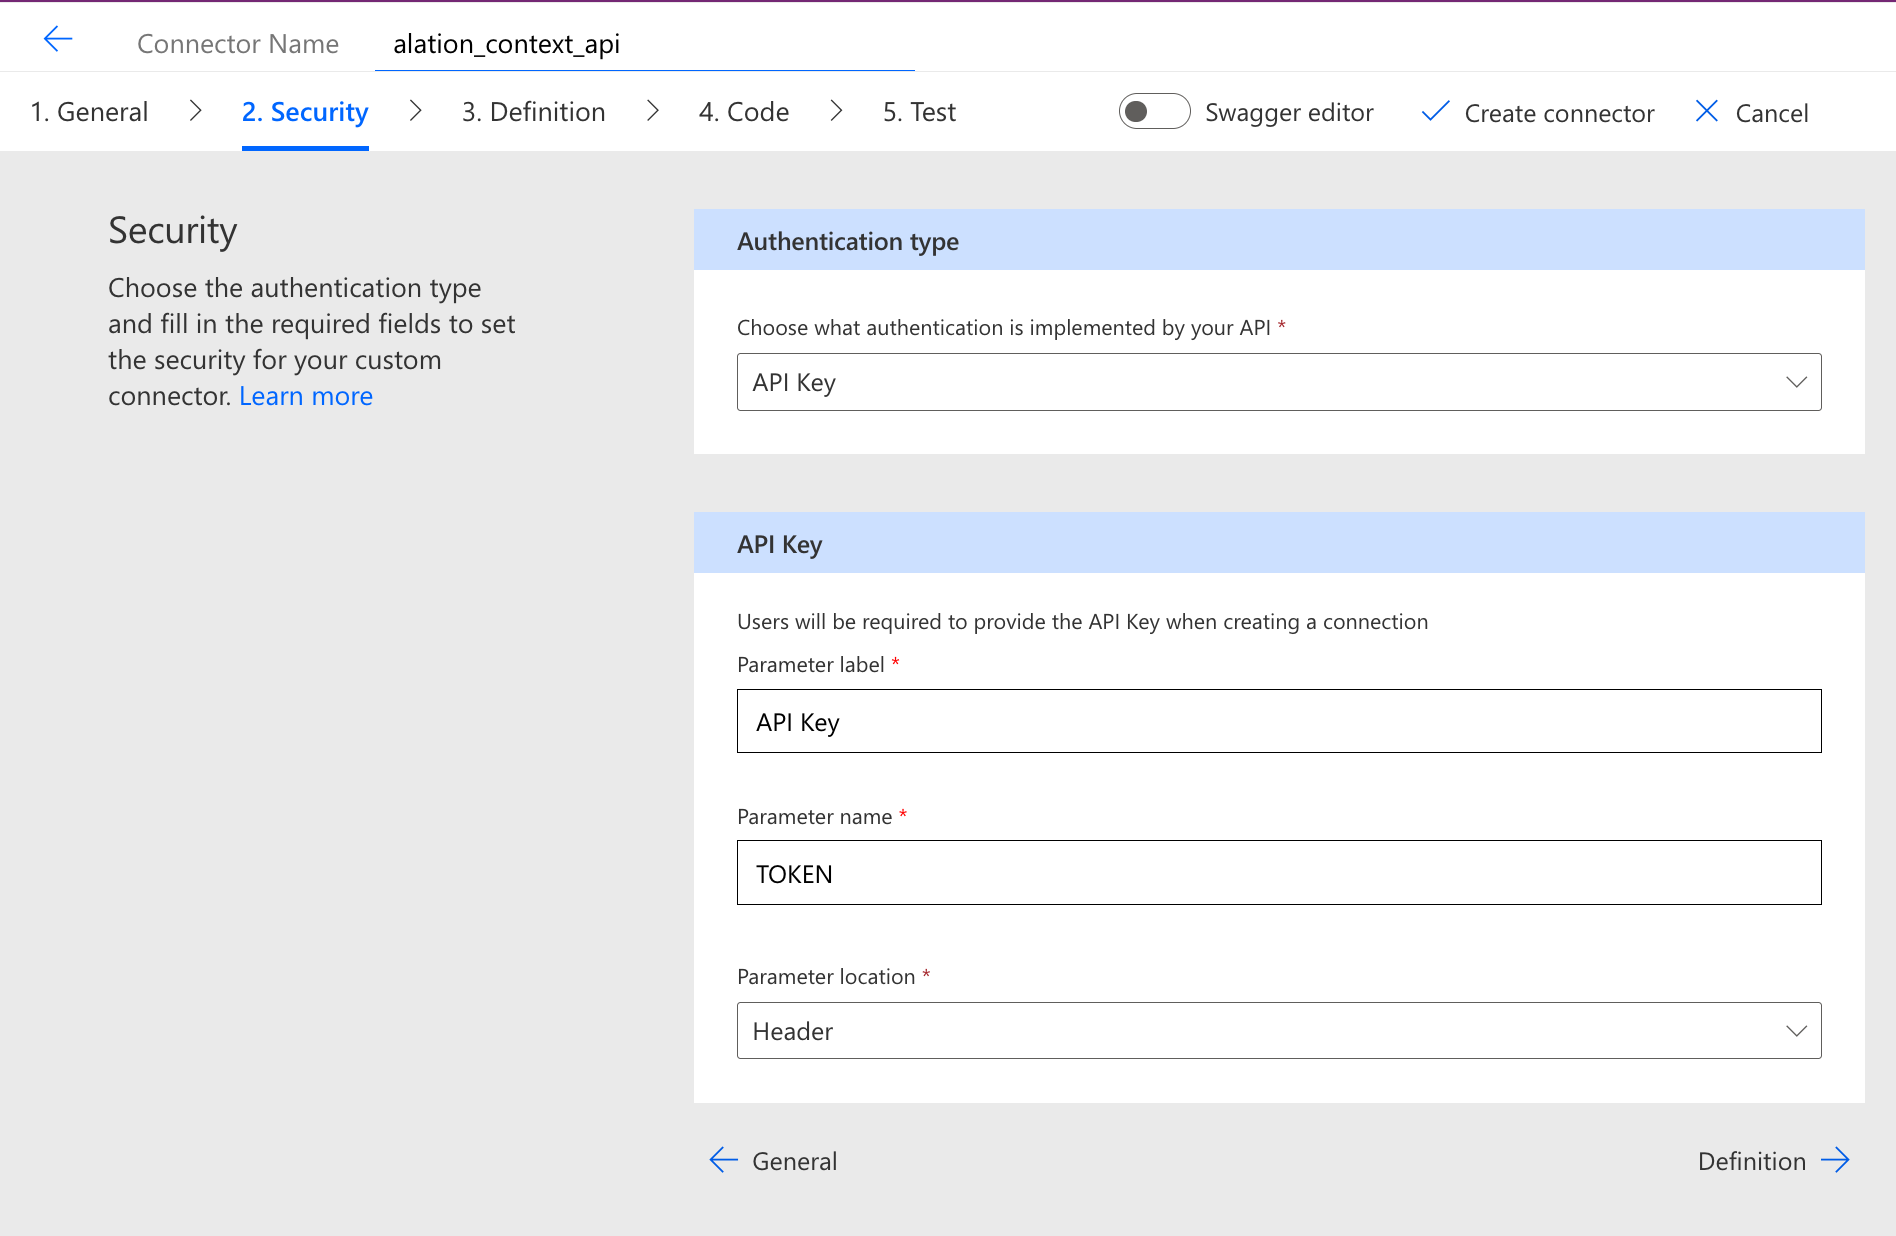 Connector Name alation_context_api
1. General 2. Security 3. Definition 4. Code 5. Test Swagger editor Create connector Cancel
Security
Choose the authentication type
and fill in the required fields to set
the security for your custom
connector. Learn more
Authentication type
Choose what authentication is implemented by your API *
API Key
API Key
Users will be required to provide the API Key when creating a connection
Parameter label *
API Key
Parameter name *
TOKEN
Parameter location *
Header
General Definition